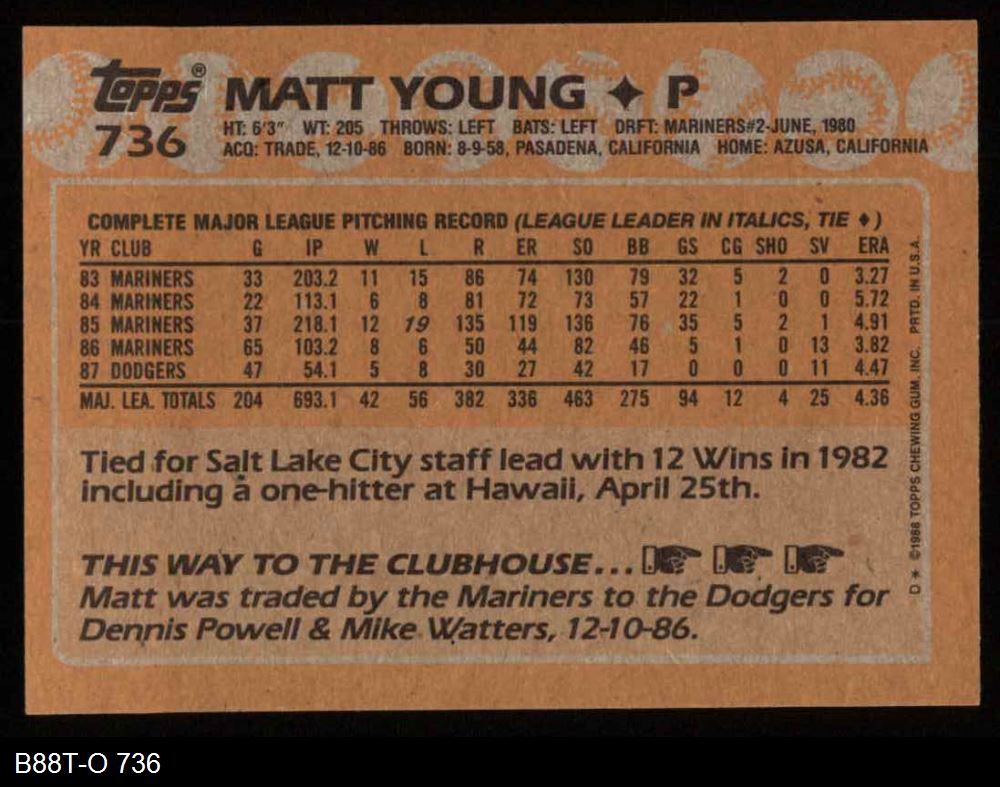 topps® MATT YOUNG ✦ P
736 HT: 6'3" WT: 205 THROWS: LEFT BATS: LEFT DRFT: MARINERS#2-JUNE, 1980
ACQ: TRADE, 12-10-86 BORN: 8-9-58, PASADENA, CALIFORNIA HOME: AZUSA, CALIFORNIA
COMPLETE MAJOR LEAGUE PITCHING RECORD (LEAGUE LEADER IN ITALICS, TIE ♦)
YR CLUB G IP W L R ER SO BB GS CG SHO SV ERA
83 MARINERS 33 203.2 11 15 86 74 130 79 32 5 2 0 3.27
84 MARINERS 22 113.1 6 8 81 72 73 57 22 1 0 0 5.72
85 MARINERS 37 218.1 12 19 135 119 136 76 35 5 2 1 4.91
86 MARINERS 65 103.2 8 6 50 44 82 46 5 1 0 13 3.82
87 DODGERS 47 54.1 5 8 30 27 42 17 0 0 0 11 4.47
MAJ. LEA. TOTALS 204 693.1 42 56 382 336 463 275 94 12 4 25 4.36
Tied for Salt Lake City staff lead with 12 Wins in 1982
including a one-hitter at Hawaii, April 25th.
THIS WAY TO THE CLUBHOUSE...
Matt was traded by the Mariners to the Dodgers for
Dennis Powell & Mike Watters, 12-10-86.
D* ©1988 TOPPS CHEWING GUM, INC. PRTD. IN U.S.A.
B88T-O 736